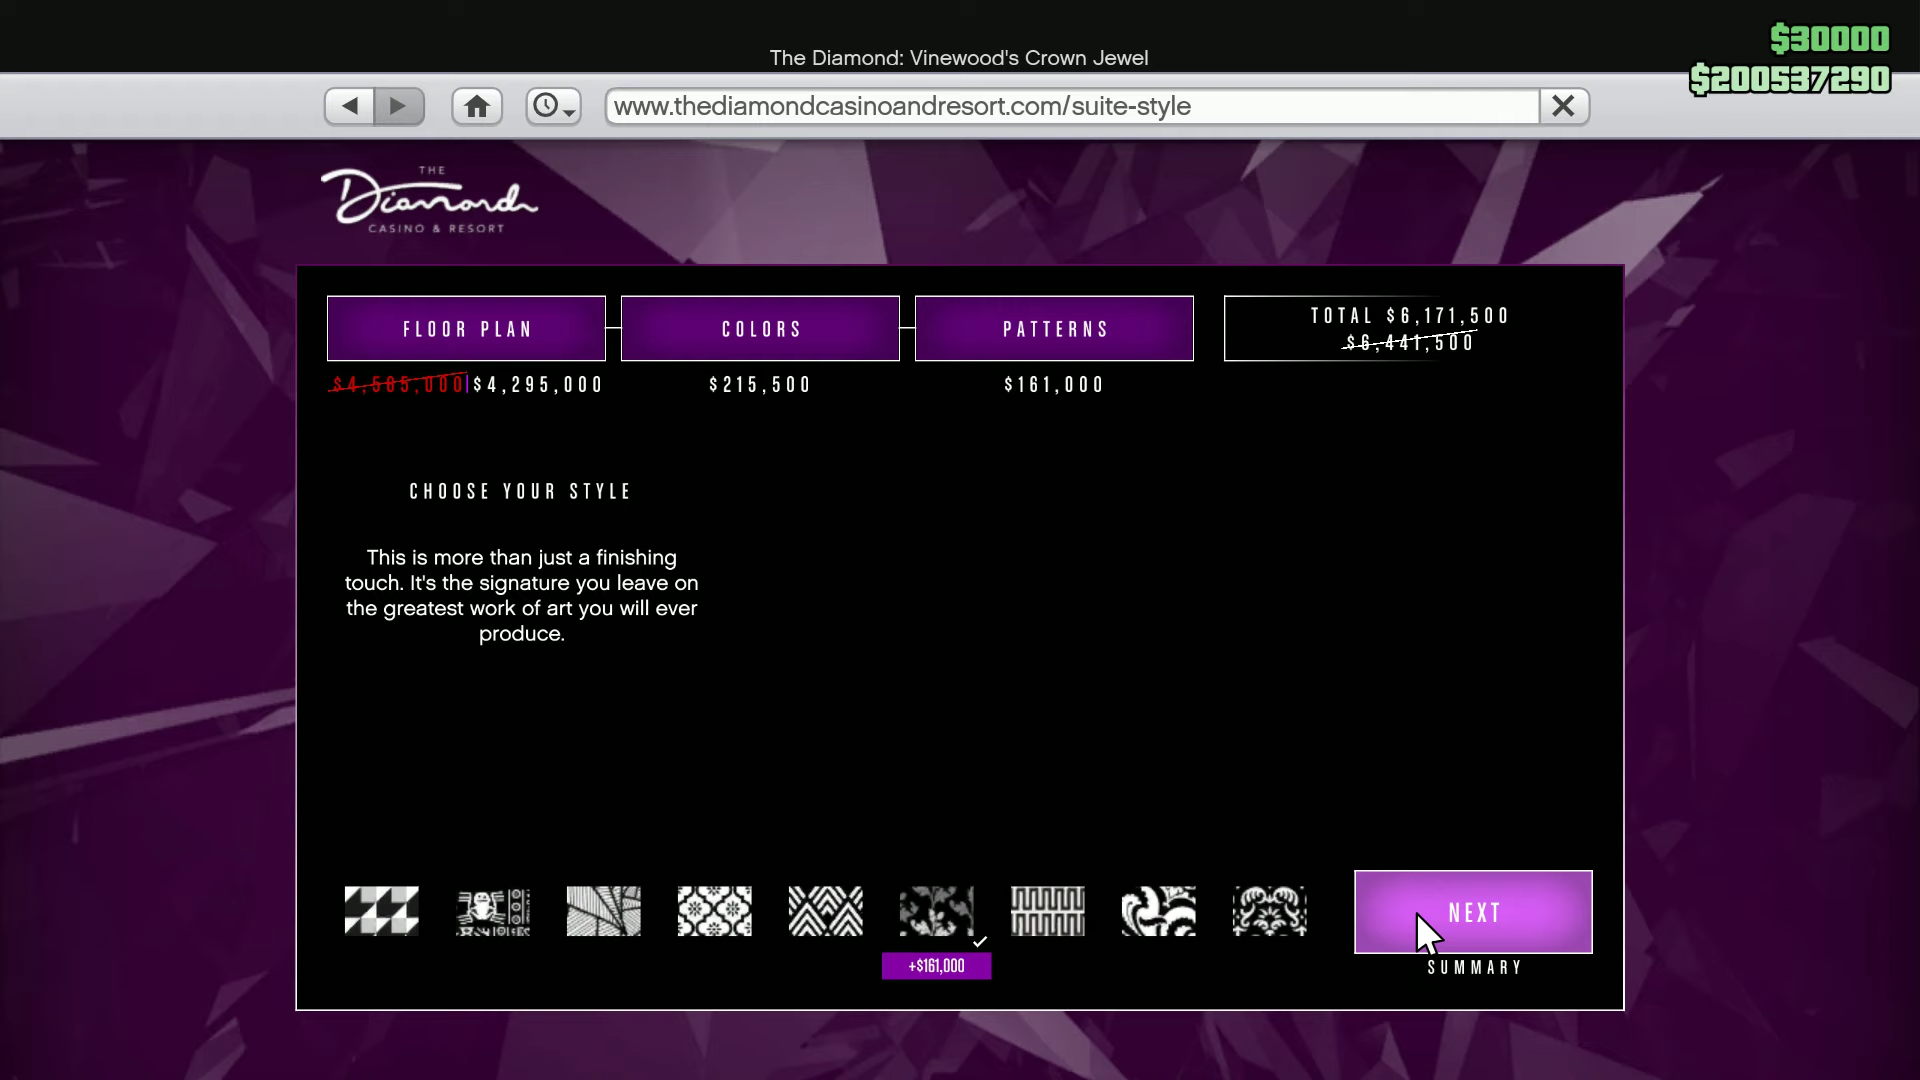 $30000
The Diamond: Vinewood's Crown Jewel
$200537290
www.thediamondcasinoandresort.com/suite-style
THE
Diamond
CASINO & RESORT
FLOOR PLAN
COLORS
PATTERNS
TOTAL $6,171,500
$6,441,500
$4,505,000 $4,295,000
$215,500
$161,000
CHOOSE YOUR STYLE
This is more than just a finishing
touch. It's the signature you leave on
the greatest work of art you will ever
produce.
NEXT
+$161,000
SUMMARY